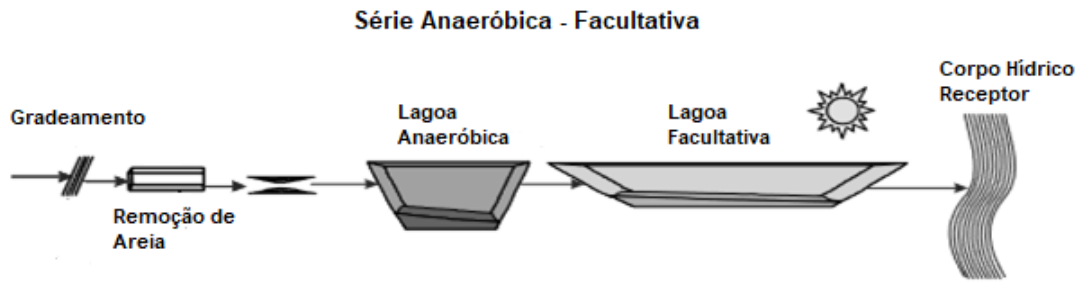 Série Anaeróbica - Facultativa
Gradeamento
Remoção de
Areia
Lagoa
Anaeróbica
Lagoa
Facultativa
Corpo Hídrico
Receptor